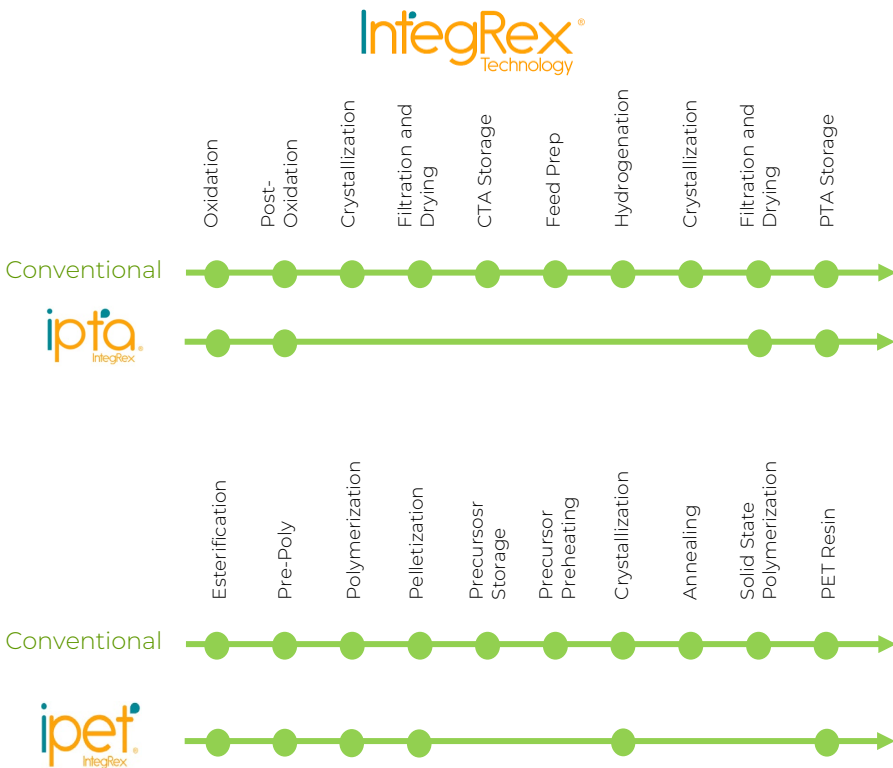 IntegRex®
Technology
Oxidation
Post-
Oxidation
Crystallization
Filtration and
Drying
CTA Storage
Feed Prep
Hydrogenation
Crystallization
Filtration and
Drying
PTA Storage
Conventional
ipta®
IntegRex
Esterification
Pre-Poly
Polymerization
Pelletization
Precursosr
Storage
Precursor
Preheating
Crystallization
Annealing
Solid State
Polymerization
PET Resin
Conventional
ipet®
IntegRex